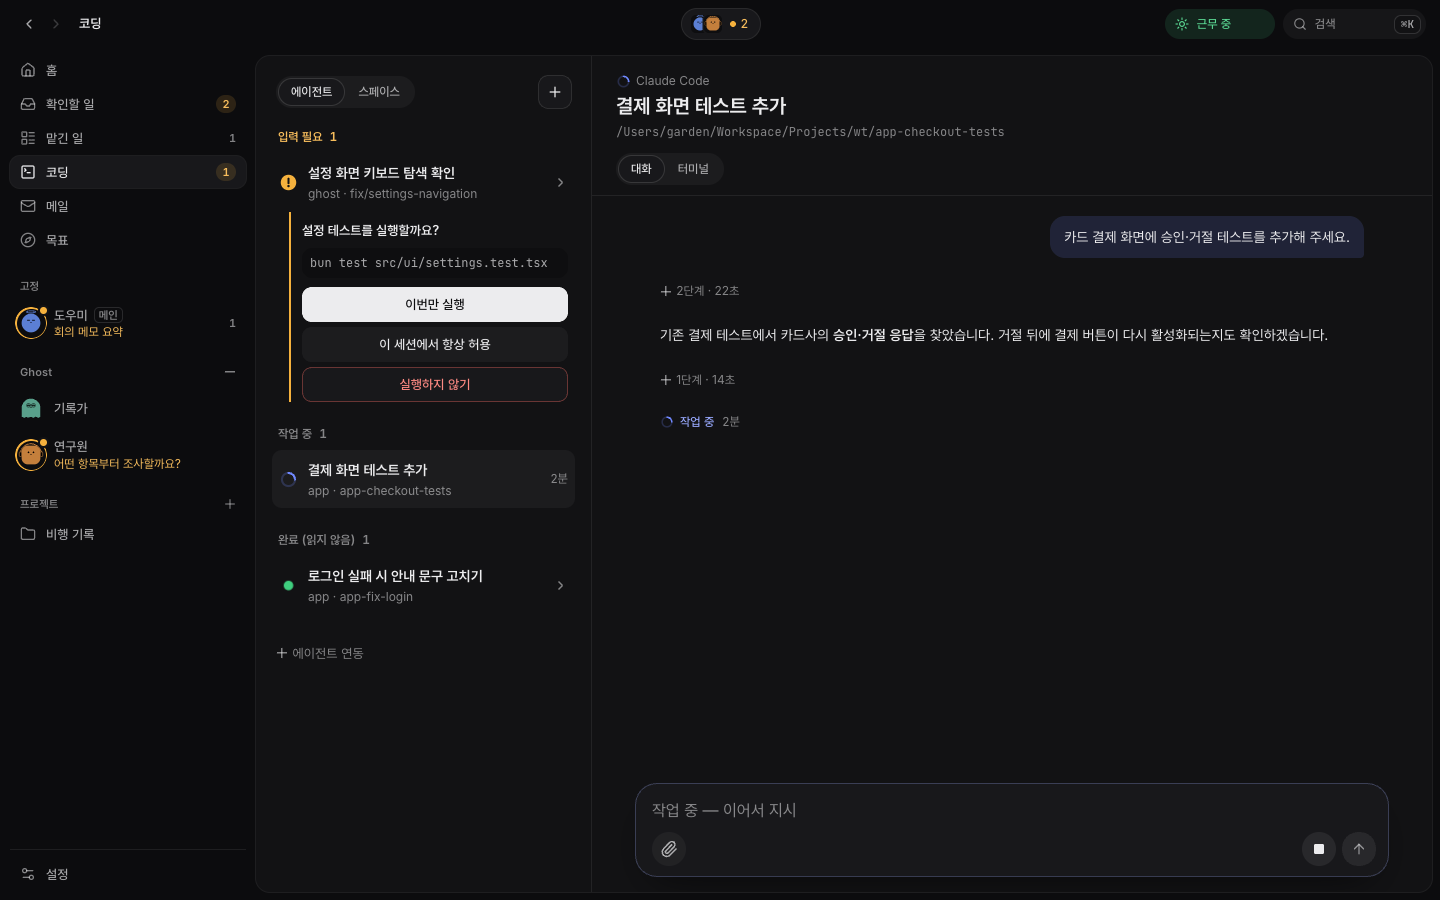 코딩
2
근무 중
검색
⌘K
홈
확인할 일
2
맡긴 일
1
코딩
1
메일
목표
고정
도우미 메인
회의 메모 요약
1
Ghost
기록가
연구원
어떤 항목부터 조사할까요?
프로젝트
비행 기록
설정
에이전트
스페이스
입력 필요 1
설정 화면 키보드 탐색 확인
ghost · fix/settings-navigation
설정 테스트를 실행할까요?
bun test src/ui/settings.test.tsx
이번만 실행
이 세션에서 항상 허용
실행하지 않기
작업 중 1
결제 화면 테스트 추가
app · app-checkout-tests
2분
완료 (읽지 않음) 1
로그인 실패 시 안내 문구 고치기
app · app-fix-login
에이전트 연동
Claude Code
결제 화면 테스트 추가
/Users/garden/Workspace/Projects/wt/app-checkout-tests
대화
터미널
카드 결제 화면에 승인·거절 테스트를 추가해 주세요.
2단계 · 22초
기존 결제 테스트에서 카드사의 승인·거절 응답을 찾았습니다. 거절 뒤에 결제 버튼이 다시 활성화되는지도 확인하겠습니다.
1단계 · 14초
작업 중 2분
작업 중 — 이어서 지시